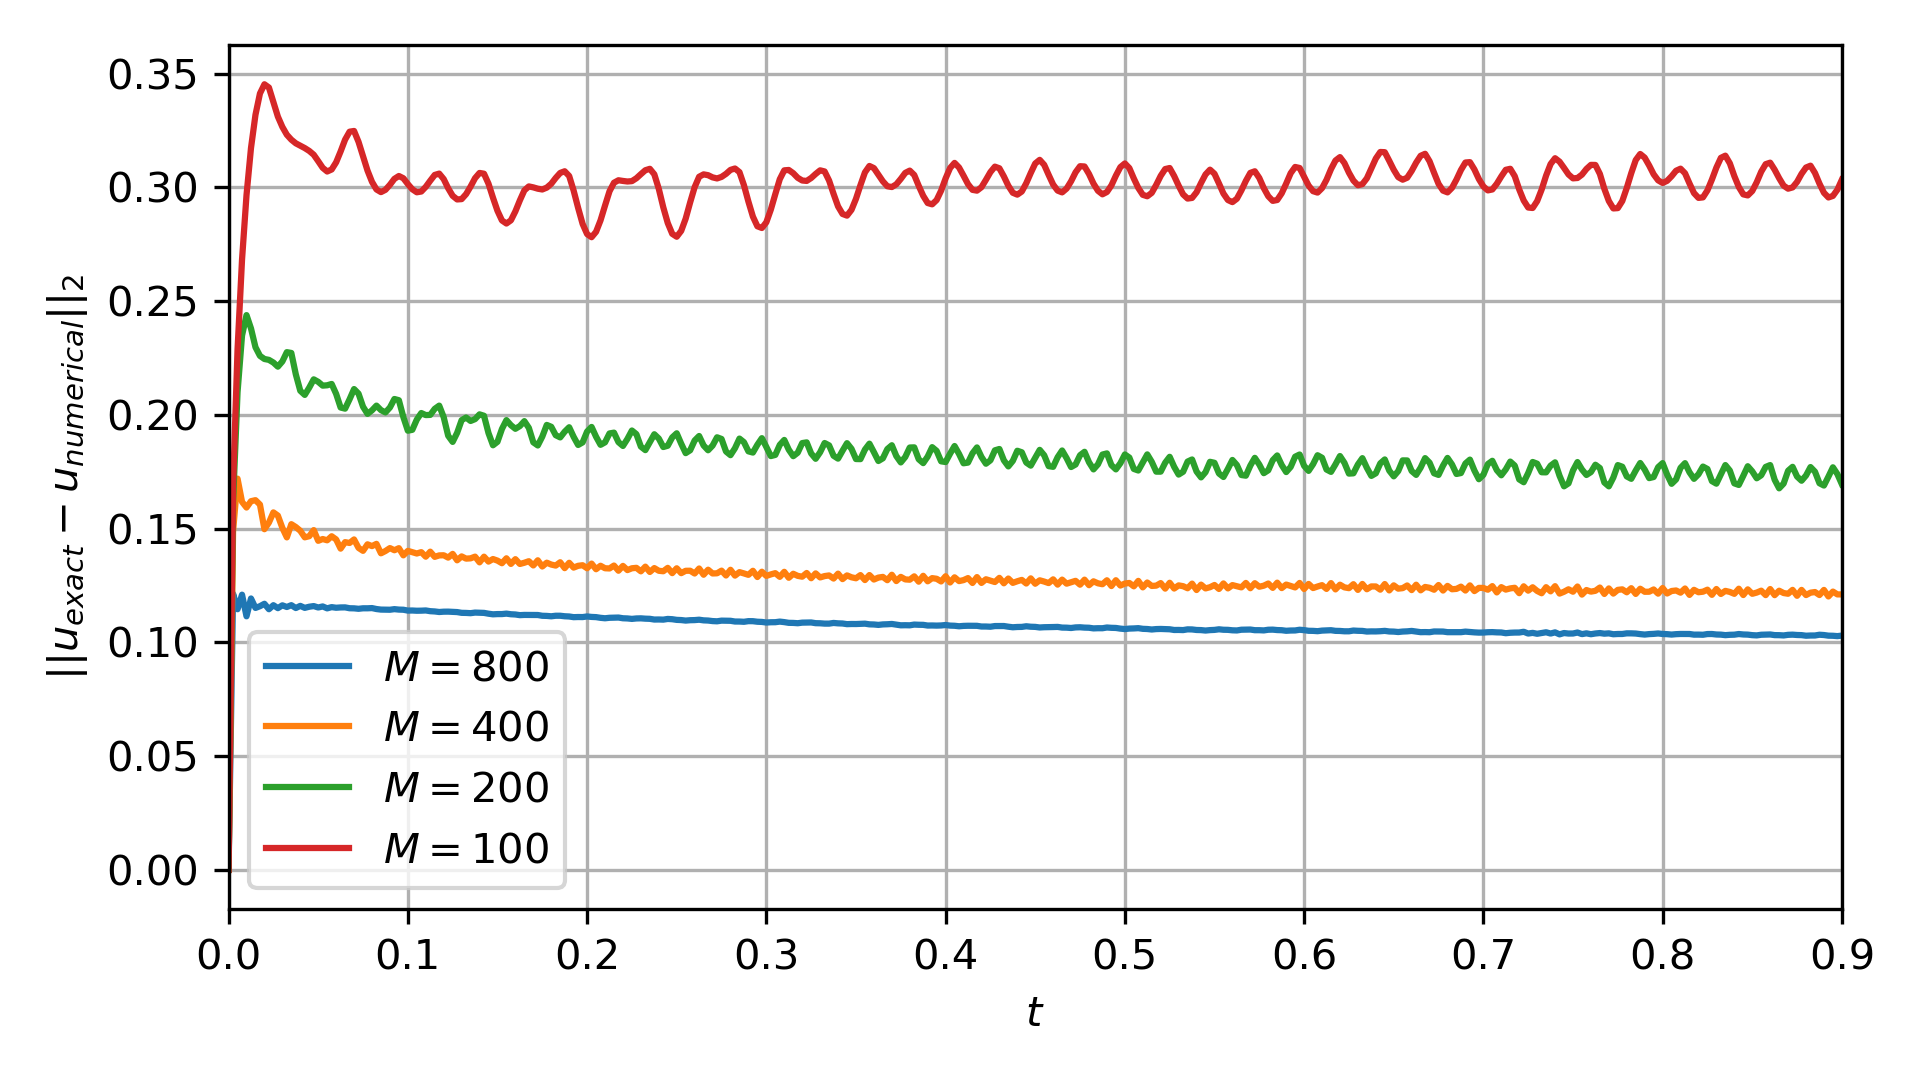 ||u_exact − u_numerical||_2
0.35
0.30
0.25
0.20
0.15
0.10
0.05
0.00
M = 800
M = 400
M = 200
M = 100
0.0 0.1 0.2 0.3 0.4 0.5 0.6 0.7 0.8 0.9
t